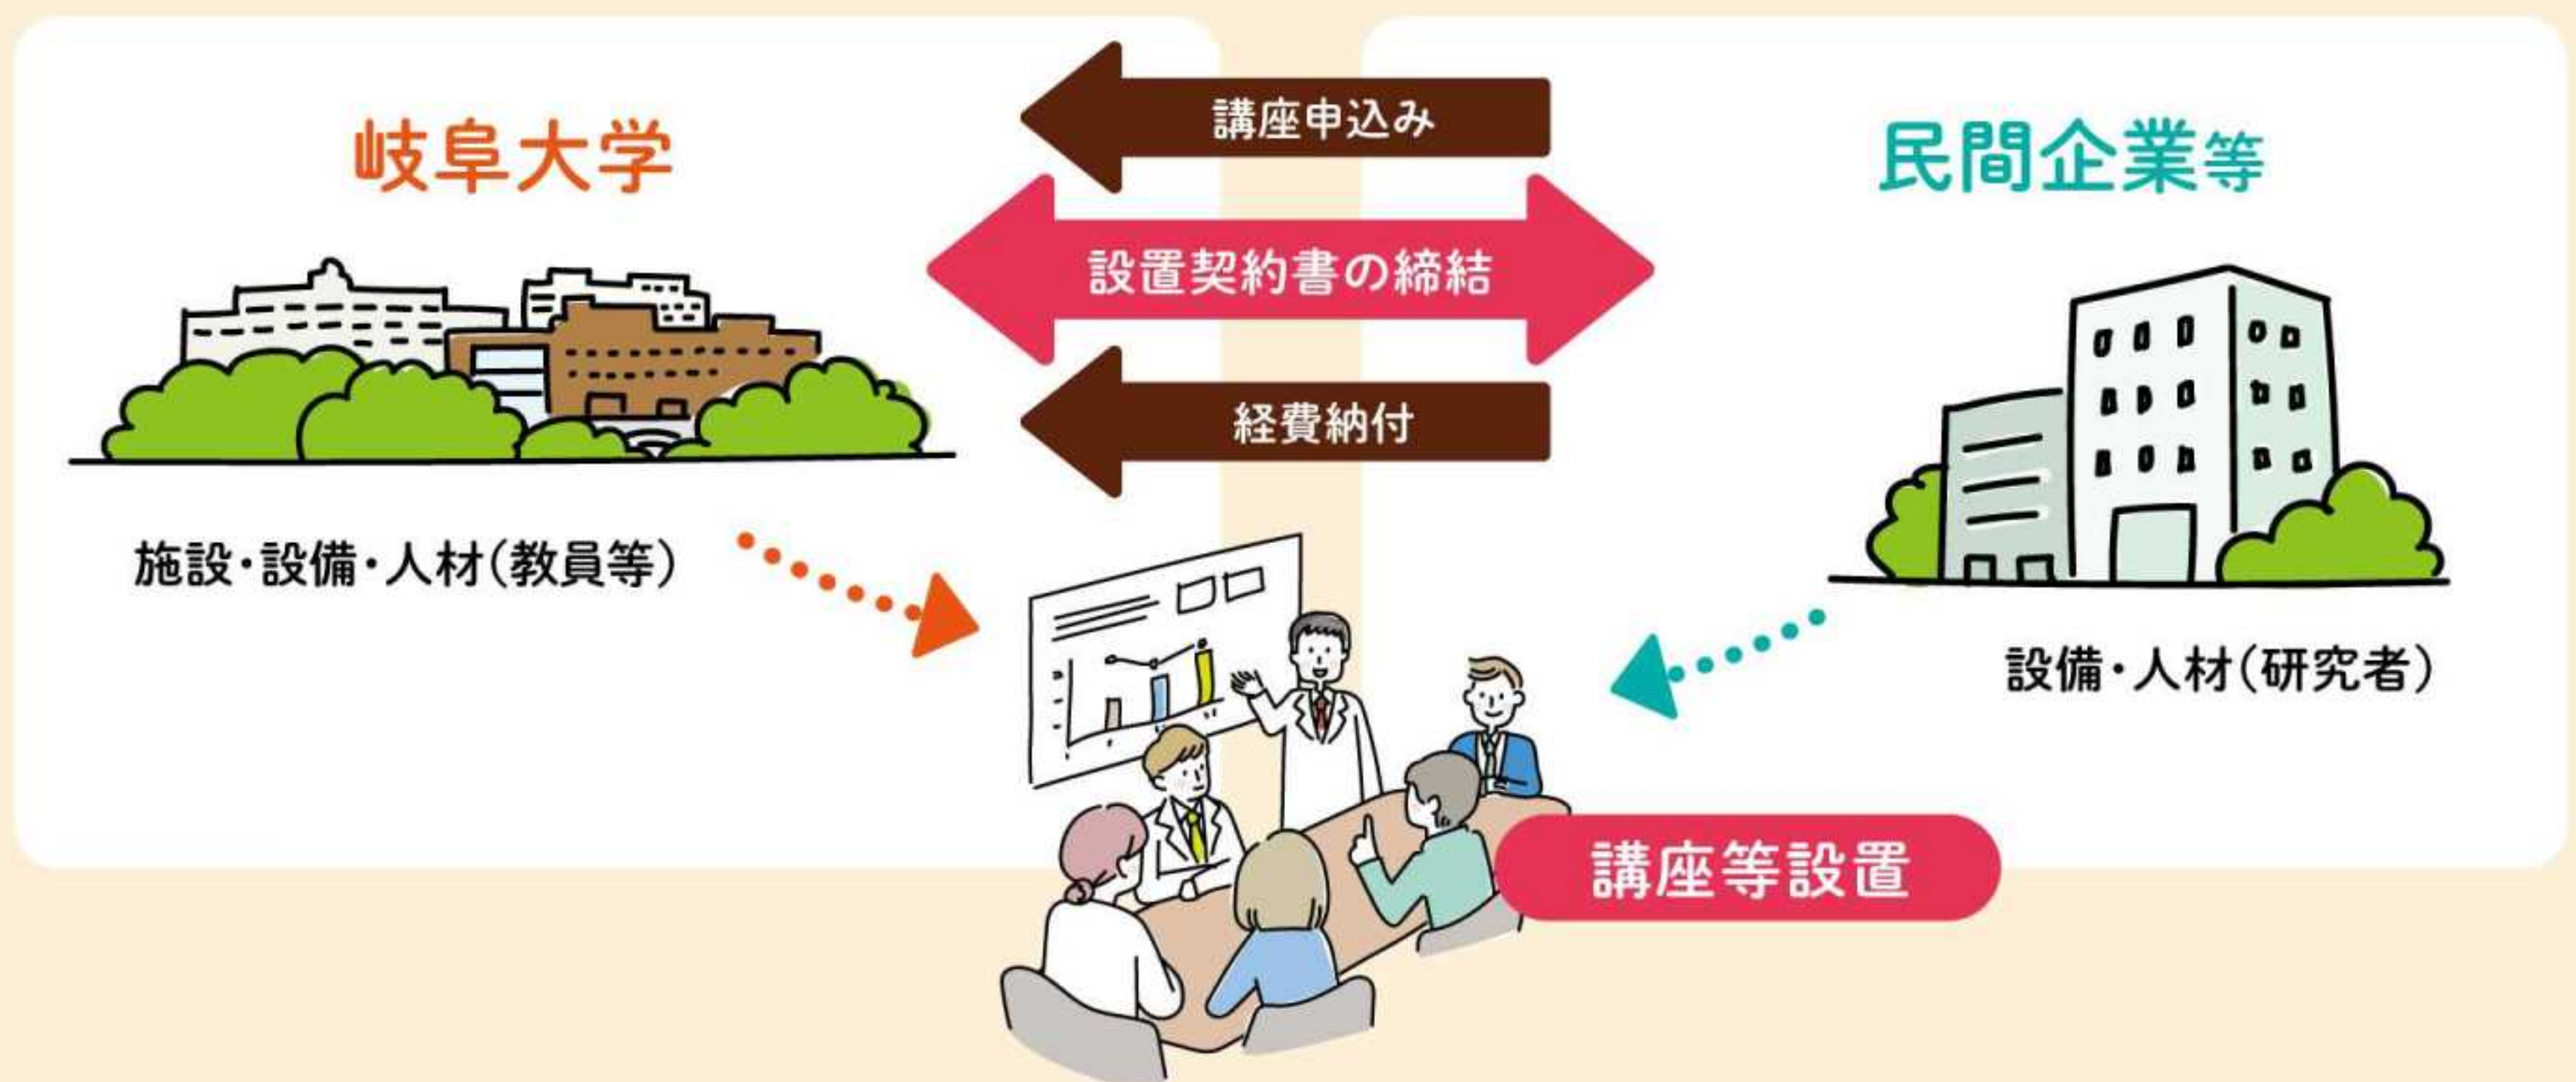 岐阜大学
講座申込み
設置契約書の締結
経費納付
民間企業等
施設・設備・人材(教員等)
設備・人材(研究者)
講座等設置